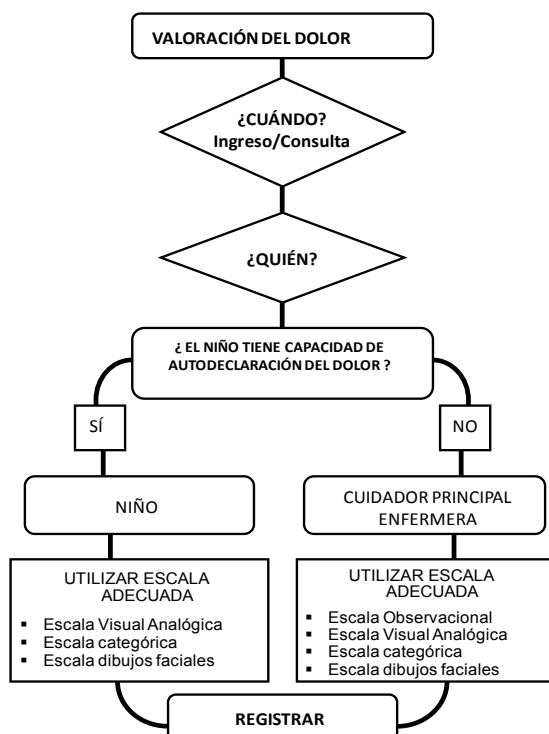 VALORACIÓN DEL DOLOR
¿CUÁNDO?
Ingreso/Consulta
¿QUIÉN?
¿ EL NIÑO TIENE CAPACIDAD DE
AUTODECLARACIÓN DEL DOLOR ?
SÍ
NO
NIÑO
CUIDADOR PRINCIPAL
ENFERMERA
UTILIZAR ESCALA
ADECUADA
▪ Escala Visual Analógica
▪ Escala categórica
▪ Escala dibujos faciales
UTILIZAR ESCALA
ADECUADA
▪ Escala Observacional
▪ Escala Visual Analógica
▪ Escala categórica
▪ Escala dibujos faciales
REGISTRAR